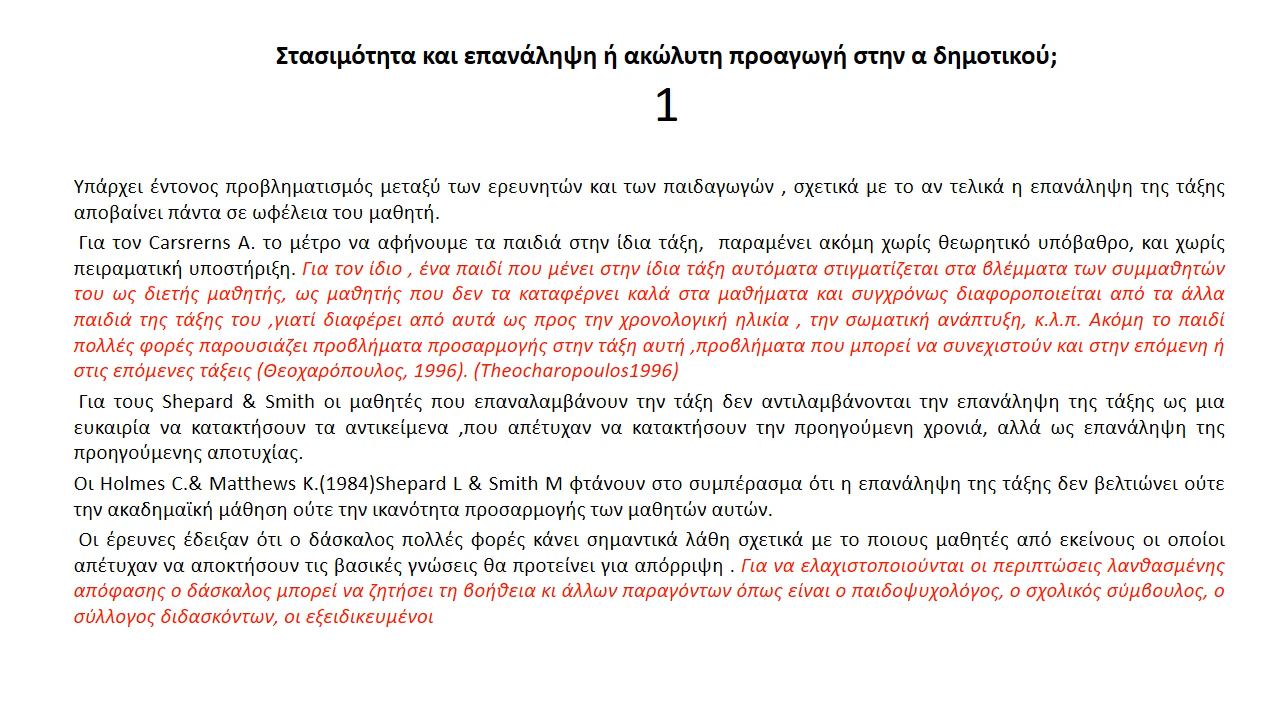 Στασιμότητα και επανάληψη ή ακώλυτη προαγωγή στην α δημοτικού;
1
Υπάρχει έντονος προβληματισμός μεταξύ των ερευνητών και των παιδαγωγών , σχετικά με το αν τελικά η επανάληψη της τάξης
αποβαίνει πάντα σε ωφέλεια του μαθητή.
Για τον Carsrerns A. το μέτρο να αφήνουμε τα παιδιά στην ίδια τάξη, παραμένει ακόμη χωρίς θεωρητικό υπόβαθρο, και χωρίς
πειραματική υποστήριξη. Για τον ίδιο , ένα παιδί που μένει στην ίδια τάξη αυτόματα στιγματίζεται στα βλέμματα των συμμαθητών
του ως διετής μαθητής, ως μαθητής που δεν τα καταφέρνει καλά στα μαθήματα και συγχρόνως διαφοροποιείται από τα άλλα
παιδιά της τάξης του ,γιατί διαφέρει από αυτά ως προς την χρονολογική ηλικία , την σωματική ανάπτυξη, κ.λ.π. Ακόμη το παιδί
πολλές φορές παρουσιάζει προβλήματα προσαρμογής στην τάξη αυτή ,προβλήματα που μπορεί να συνεχιστούν και στην επόμενη ή
στις επόμενες τάξεις (Θεοχαρόπουλος, 1996). (Theocharopoulos1996)
Για τους Shepard & Smith οι μαθητές που επαναλαμβάνουν την τάξη δεν αντιλαμβάνονται την επανάληψη της τάξης ως μια
ευκαιρία να κατακτήσουν τα αντικείμενα ,που απέτυχαν να κατακτήσουν την προηγούμενη χρονιά, αλλά ως επανάληψη της
προηγούμενης αποτυχίας.
Οι Holmes C.& Matthews K.(1984)Shepard L & Smith M φτάνουν στο συμπέρασμα ότι η επανάληψη της τάξης δεν βελτιώνει ούτε
την ακαδημαϊκή μάθηση ούτε την ικανότητα προσαρμογής των μαθητών αυτών.
Οι έρευνες έδειξαν ότι ο δάσκαλος πολλές φορές κάνει σημαντικά λάθη σχετικά με το ποιους μαθητές από εκείνους οι οποίοι
απέτυχαν να αποκτήσουν τις βασικές γνώσεις θα προτείνει για απόρριψη . Για να ελαχιστοποιούνται οι περιπτώσεις λανθασμένης
απόφασης ο δάσκαλος μπορεί να ζητήσει τη βοήθεια κι άλλων παραγόντων όπως είναι ο παιδοψυχολόγος, ο σχολικός σύμβουλος, ο
σύλλογος διδασκόντων, οι εξειδικευμένοι